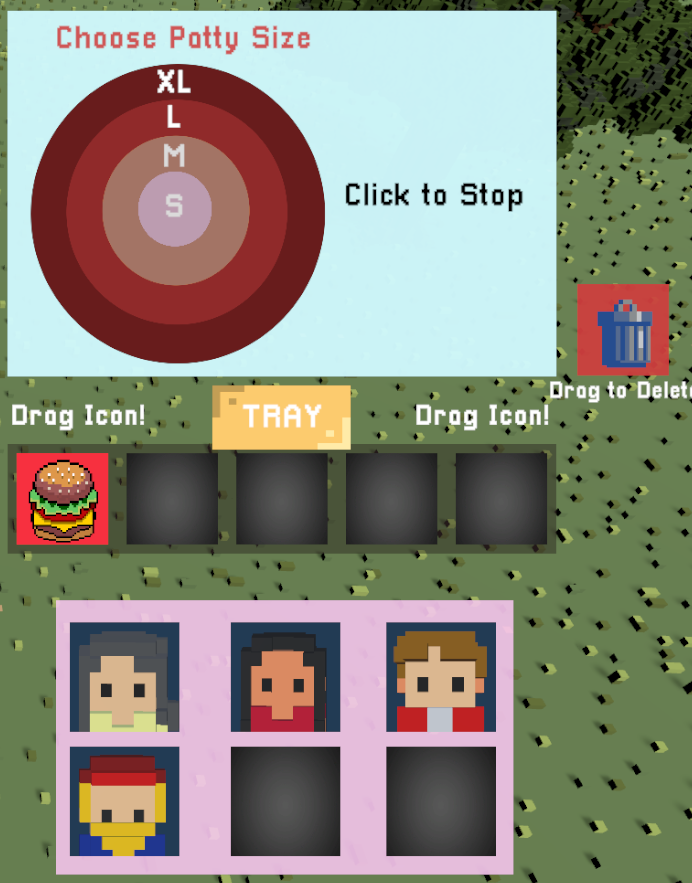 Choose Patty Size
XL
L
M
S
Click to Stop
Drag to Delete
Drag Icon!
TRAY
Drag Icon!